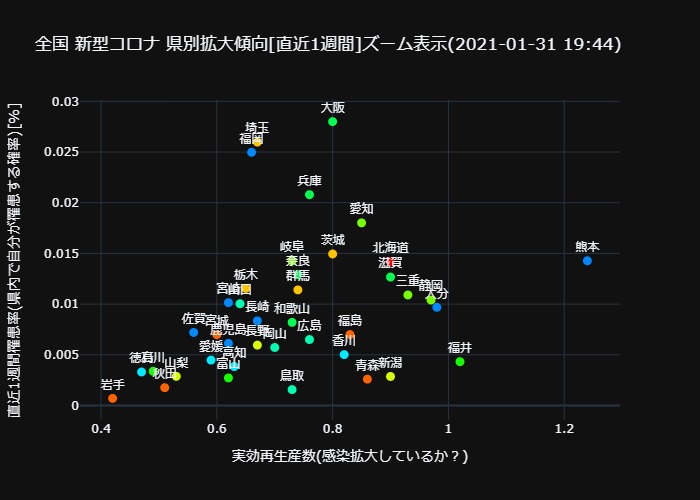 全国 新型コロナ 県別拡大傾向[直近1週間]ズーム表示(2021-01-31 19:44)
直近1週間罹患率(県内で自分が罹患する確率)[%]
0.03
0.025
0.02
0.015
0.01
0.005
0
大阪
埼玉
福岡
兵庫
愛知
茨城
岐阜
奈良
群馬
北海道
滋賀
熊本
栃木
宮崎
三重
静岡
大分
長崎
和歌山
佐賀
宮城
鹿児島
長野
岡山
広島
福島
香川
愛媛
高知
富山
徳島
石川
山梨
秋田
岩手
鳥取
青森
新潟
福井
0.4
0.6
0.8
1
1.2
実効再生産数(感染拡大しているか？)